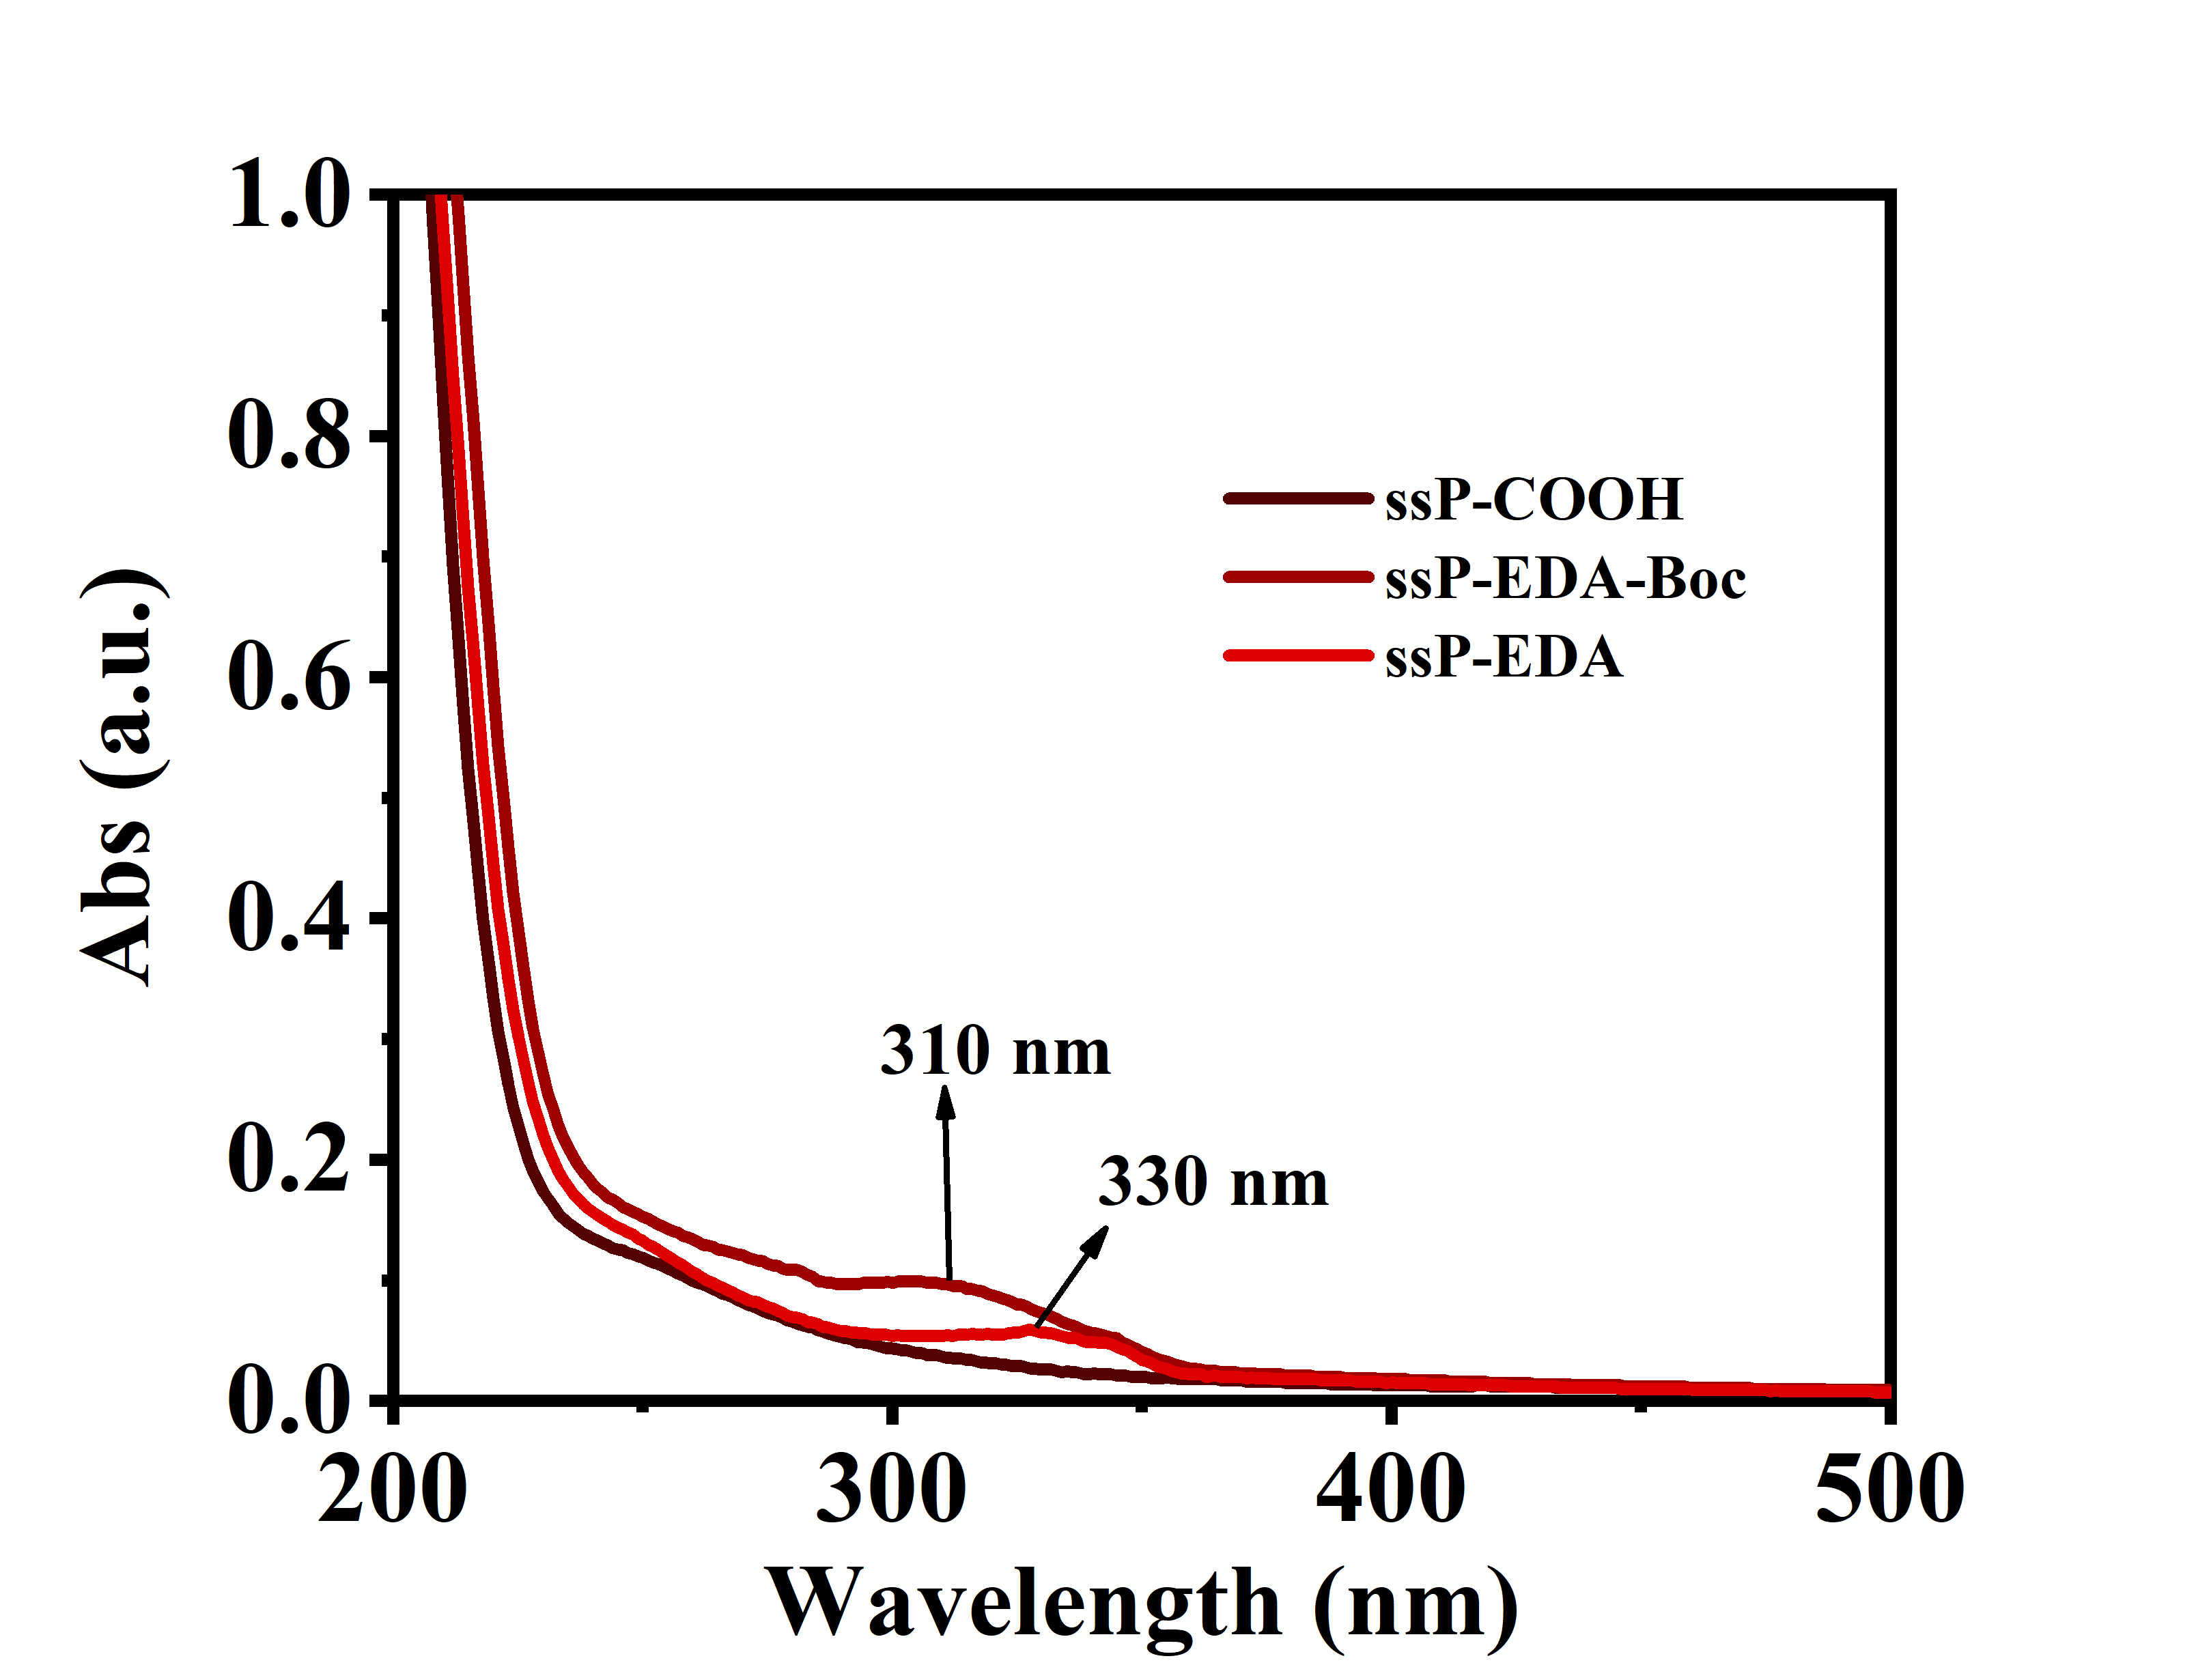 1.0
0.8
0.6
0.4
0.2
0.0
Abs (a.u.)
ssP-COOH
ssP-EDA-Boc
ssP-EDA
310 nm
330 nm
200 300 400 500
Wavelength (nm)